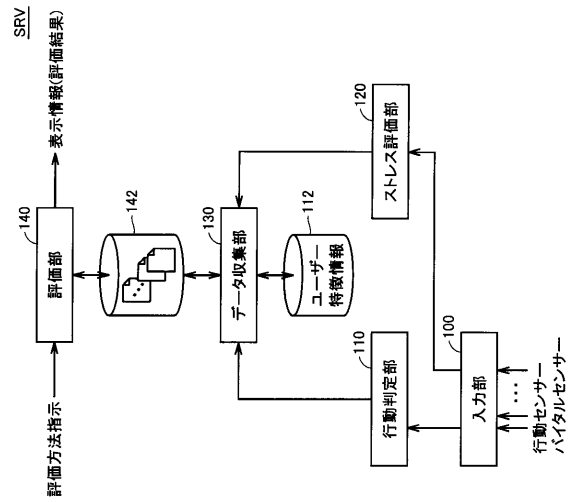 SRV
評価方法指示
評価部
140
表示情報(評価結果)
142
データ収集部
130
ユーザー
特徴情報
112
行動判定部
110
ストレス評価部
120
入力部
100
...
行動センサー
バイタルセンサー